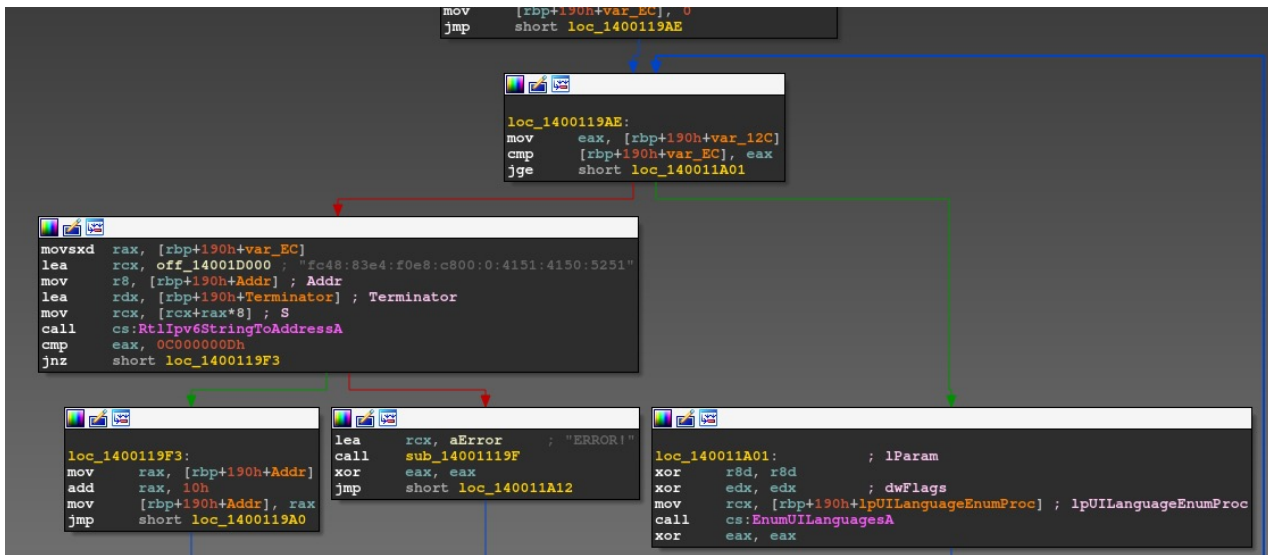 mov [rbp+190h+var_EC], 0
jmp short loc_1400119AE
loc_1400119AE:
mov eax, [rbp+190h+var_12C]
cmp [rbp+190h+var_EC], eax
jge short loc_140011A01
movsxd rax, [rbp+190h+var_EC]
lea rcx, off_14001D000 ; "fc48:83e4:f0e8:c800:0:4151:4150:5251"
mov r8, [rbp+190h+Addr] ; Addr
lea rdx, [rbp+190h+Terminator] ; Terminator
mov rcx, [rcx+rax*8] ; S
call cs:RtlIpv6StringToAddressA
cmp eax, 0C000000Dh
jnz short loc_1400119F3
loc_1400119F3:
mov rax, [rbp+190h+Addr]
add rax, 10h
mov [rbp+190h+Addr], rax
jmp short loc_1400119A0
lea rcx, aError ; "ERROR!"
call sub_14001119F
xor eax, eax
jmp short loc_140011A12
loc_140011A01: ; lParam
xor r8d, r8d
xor edx, edx ; dwFlags
mov rcx, [rbp+190h+lpUILanguageEnumProc] ; lpUILanguageEnumProc
call cs:EnumUILanguagesA
xor eax, eax